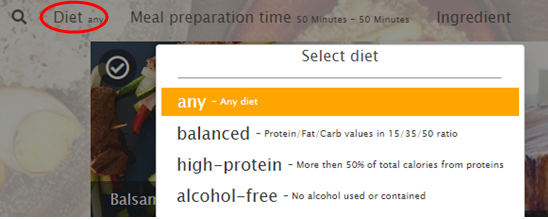 Diet any Meal preparation time 50 Minutes - 50 Minutes Ingredient
Select diet
any - Any diet
balanced - Protein/Fat/Carb values in 15/35/50 ratio
high-protein - More then 50% of total calories from proteins
alcohol-free - No alcohol used or contained
Balsam